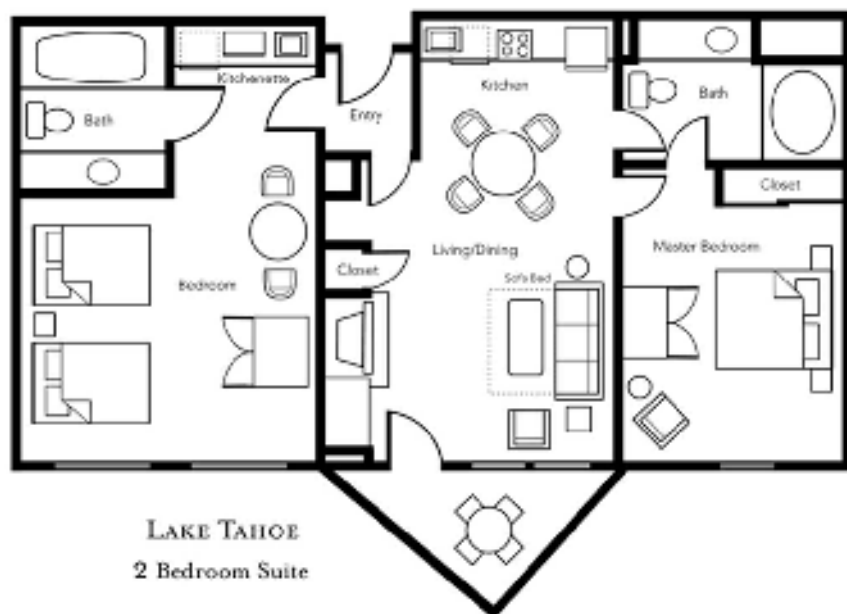 Kitchenette
Bath
Entry
Kitchen
Bath
Closet
Living/Dining
Master Bedroom
Closet
Sofa Bed
Bedroom
LAKE TAHOE
2 Bedroom Suite